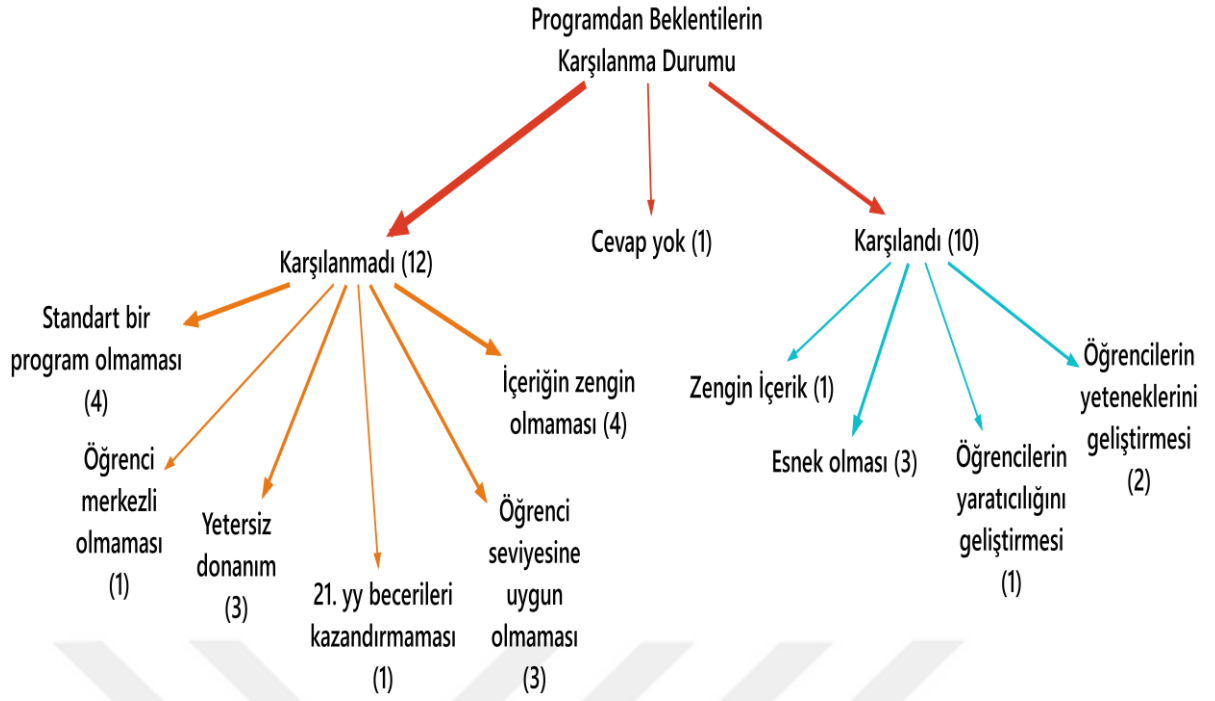 Programdan Beklentilerin
Karşılanma Durumu
Karşılanmadı (12)
Cevap yok (1)
Karşılandı (10)
Standart bir
program olmaması
(4)
Öğrenci
merkezli
olmaması
(1)
Yetersiz
donanım
(3)
21. yy becerileri
kazandırmaması
(1)
Öğrenci
seviyesine
uygun
olmaması
(3)
İçeriğin zengin
olmaması (4)
Zengin İçerik (1)
Esnek olması (3)
Öğrencilerin
yaratıcılığını
geliştirmesi
(1)
Öğrencilerin
yeteneklerini
geliştirmesi
(2)